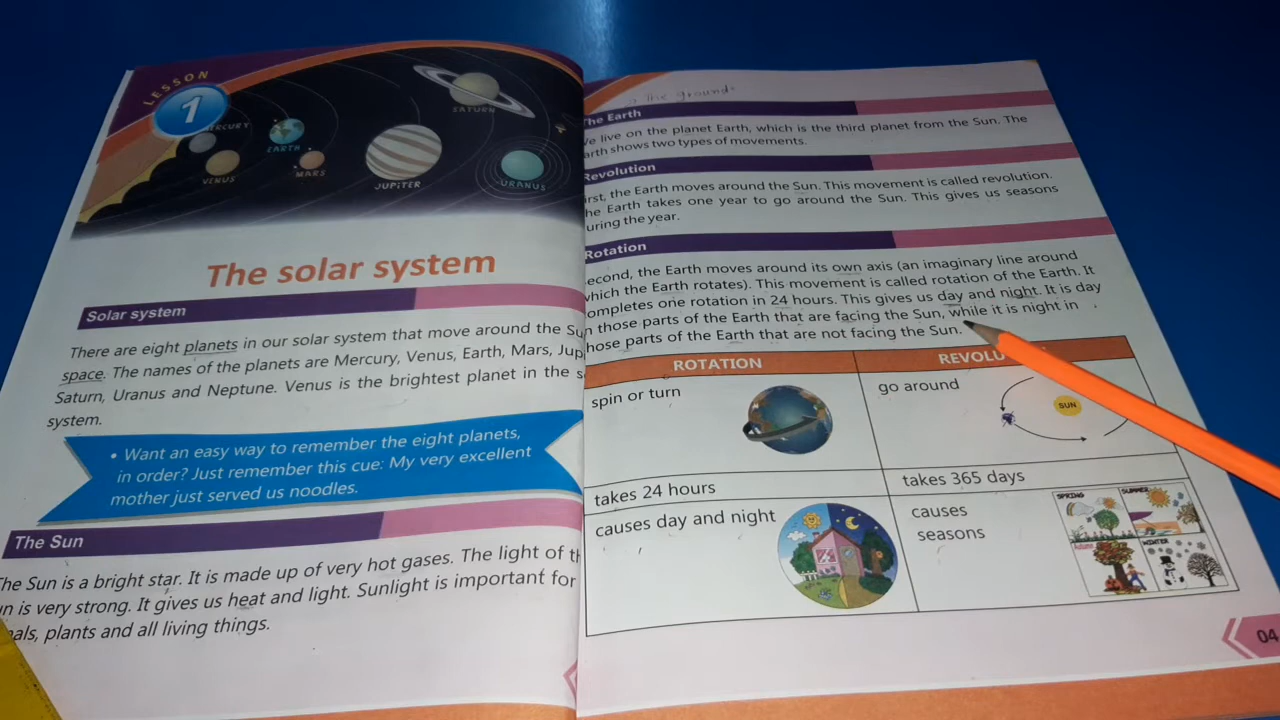 LESSON
1
MERCURY
VENUS
EARTH
MARS
JUPITER
SATURN
URANUS
The solar system
Solar system
There are eight planets in our solar system that move around the Su
space. The names of the planets are Mercury, Venus, Earth, Mars, Jup
Saturn, Uranus and Neptune. Venus is the brightest planet in the s
system.
• Want an easy way to remember the eight planets,
in order? Just remember this cue: My very excellent
mother just served us noodles.
The Sun
The Sun is a bright star. It is made up of very hot gases. The light of th
un is very strong. It gives us heat and light. Sunlight is important for
als, plants and all living things.
the ground
The Earth
We live on the planet Earth, which is the third planet from the Sun. The
arth shows two types of movements.
Revolution
irst, the Earth moves around the Sun. This movement is called revolution.
he Earth takes one year to go around the Sun. This gives us seasons
uring the year.
Rotation
econd, the Earth moves around its own axis (an imaginary line around
which the Earth rotates). This movement is called rotation of the Earth. It
ompletes one rotation in 24 hours. This gives us day and night. It is day
n those parts of the Earth that are facing the Sun, while it is night in
hose parts of the Earth that are not facing the Sun.
ROTATION REVOLU
spin or turn go around
SUN
takes 24 hours takes 365 days
causes day and night causes
seasons
SPRING SUMMER
WINTER
04